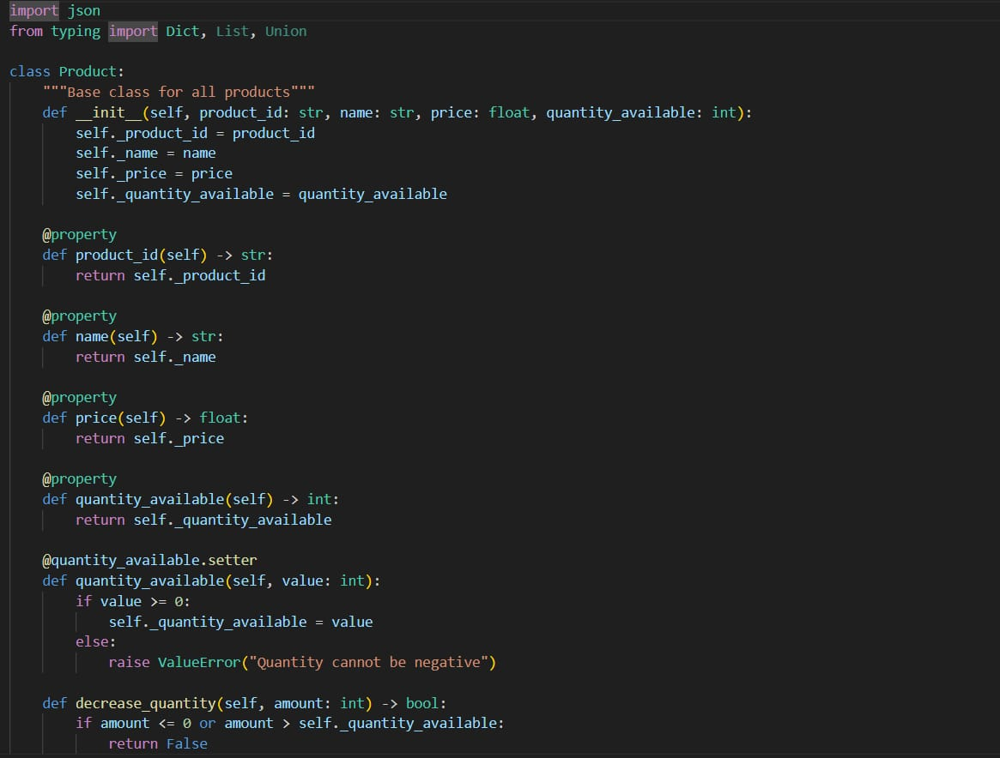 import json
from typing import Dict, List, Union

class Product:
    """Base class for all products"""
    def __init__(self, product_id: str, name: str, price: float, quantity_available: int):
        self._product_id = product_id
        self._name = name
        self._price = price
        self._quantity_available = quantity_available

    @property
    def product_id(self) -> str:
        return self._product_id

    @property
    def name(self) -> str:
        return self._name

    @property
    def price(self) -> float:
        return self._price

    @property
    def quantity_available(self) -> int:
        return self._quantity_available

    @quantity_available.setter
    def quantity_available(self, value: int):
        if value >= 0:
            self._quantity_available = value
        else:
            raise ValueError("Quantity cannot be negative")

    def decrease_quantity(self, amount: int) -> bool:
        if amount <= 0 or amount > self._quantity_available:
            return False